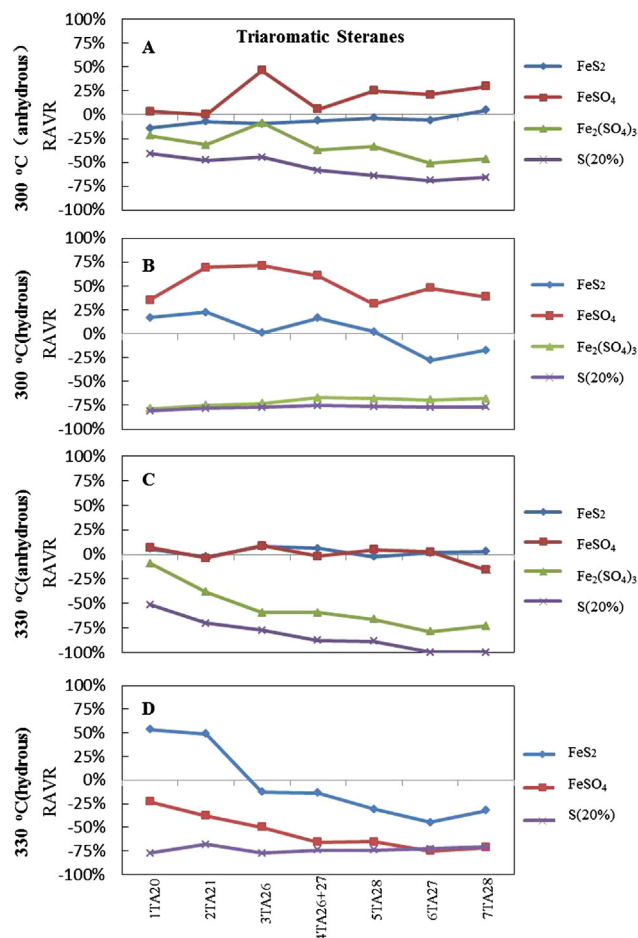 Triaromatic Steranes
A
300 °C (anhydrous)
RAVR
100%
75%
50%
25%
0%
-25%
-50%
-75%
-100%
FeS2
FeSO4
Fe2(SO4)3
S(20%)
B
300 °C(hydrous)
RAVR
100%
75%
50%
25%
0%
-25%
-50%
-75%
-100%
FeS2
FeSO4
Fe2(SO4)3
S(20%)
C
330 °C(anhydrous)
RAVR
100%
75%
50%
25%
0%
-25%
-50%
-75%
-100%
FeS2
FeSO4
Fe2(SO4)3
S(20%)
D
330 °C(hydrous)
RAVR
100%
75%
50%
25%
0%
-25%
-50%
-75%
-100%
FeS2
FeSO4
S(20%)
1TA20
2TA21
3TA26
4TA26+27
5TA28
6TA27
7TA28